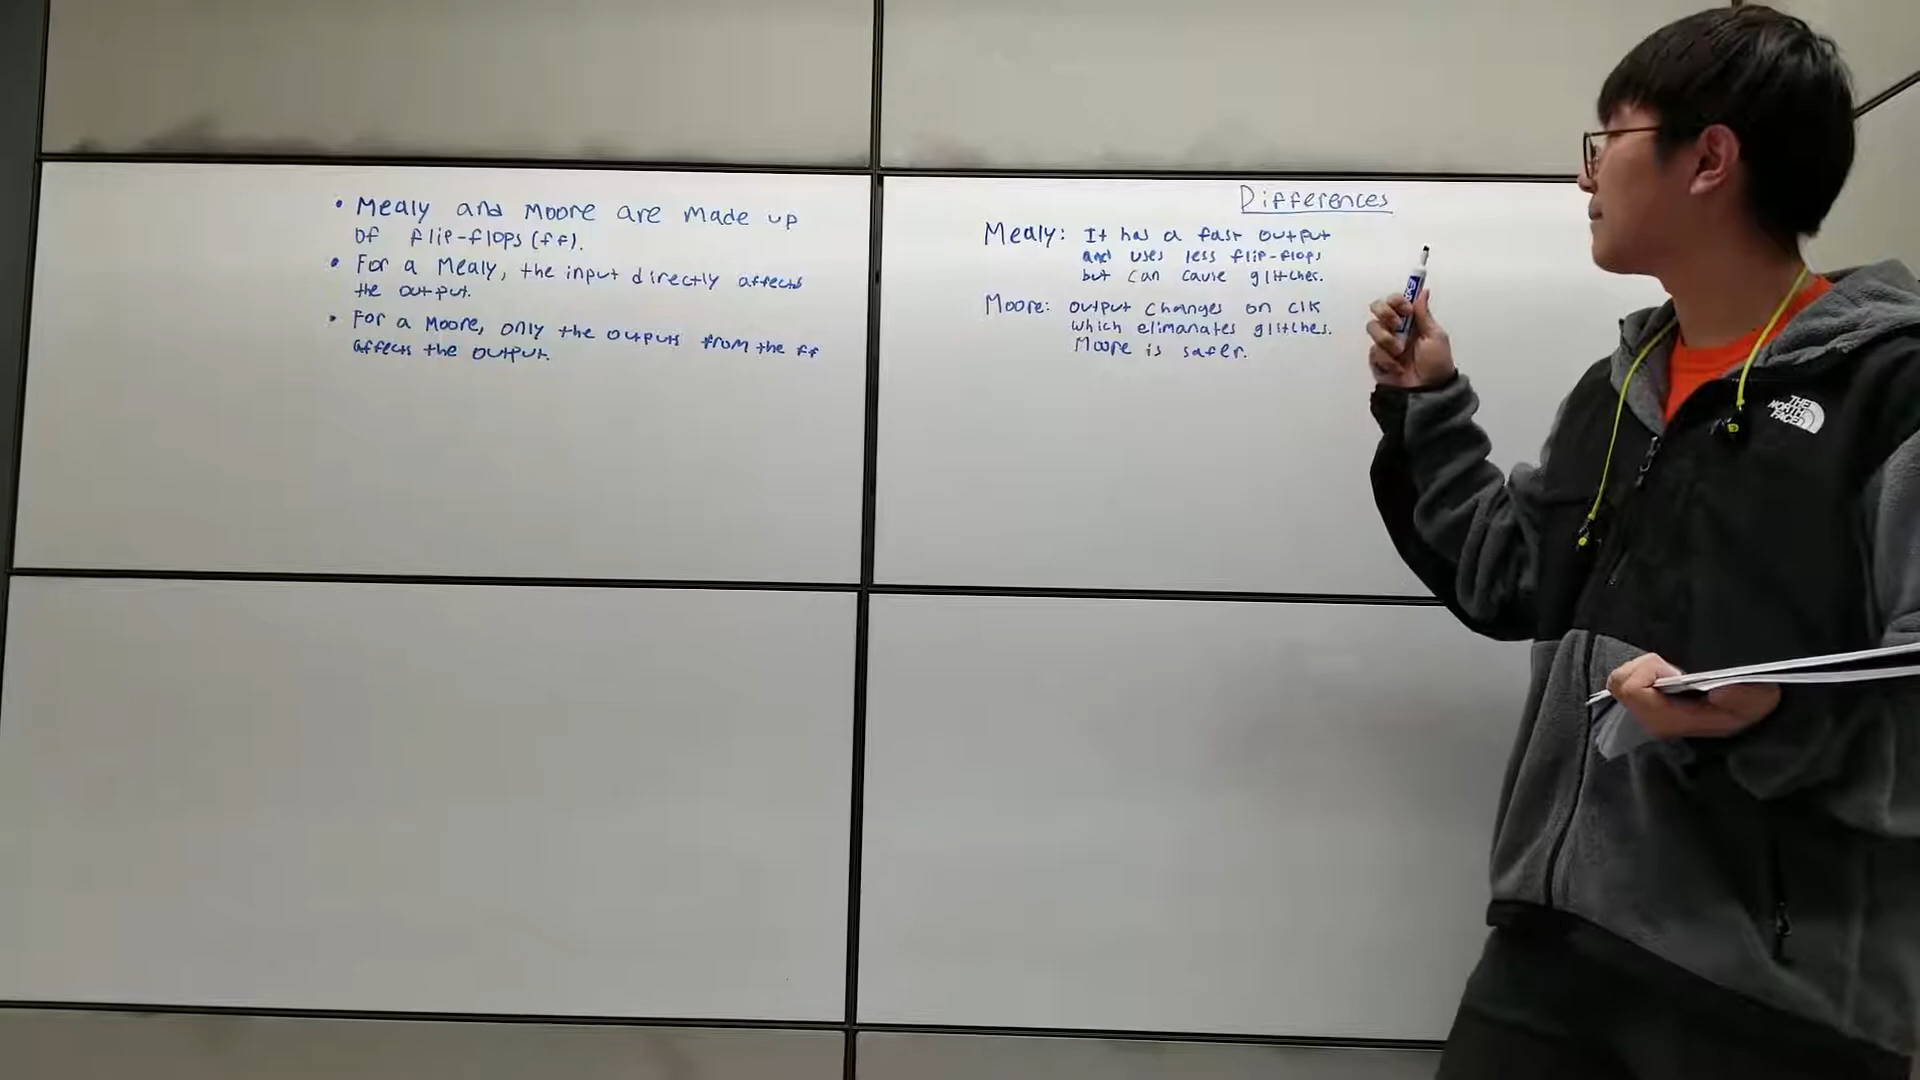 • Mealy and Moore are made up
of flip-flops (ff).
• For a Mealy, the input directly affects
the output.
• For a Moore, only the outputs from the ff
affects the output.
Differences
Mealy: It has a fast output
and uses less flip-flops
but can cause glitches.
Moore: output changes on clk
which elimanates glitches.
Moore is safer.
THE
NORTH
FACE